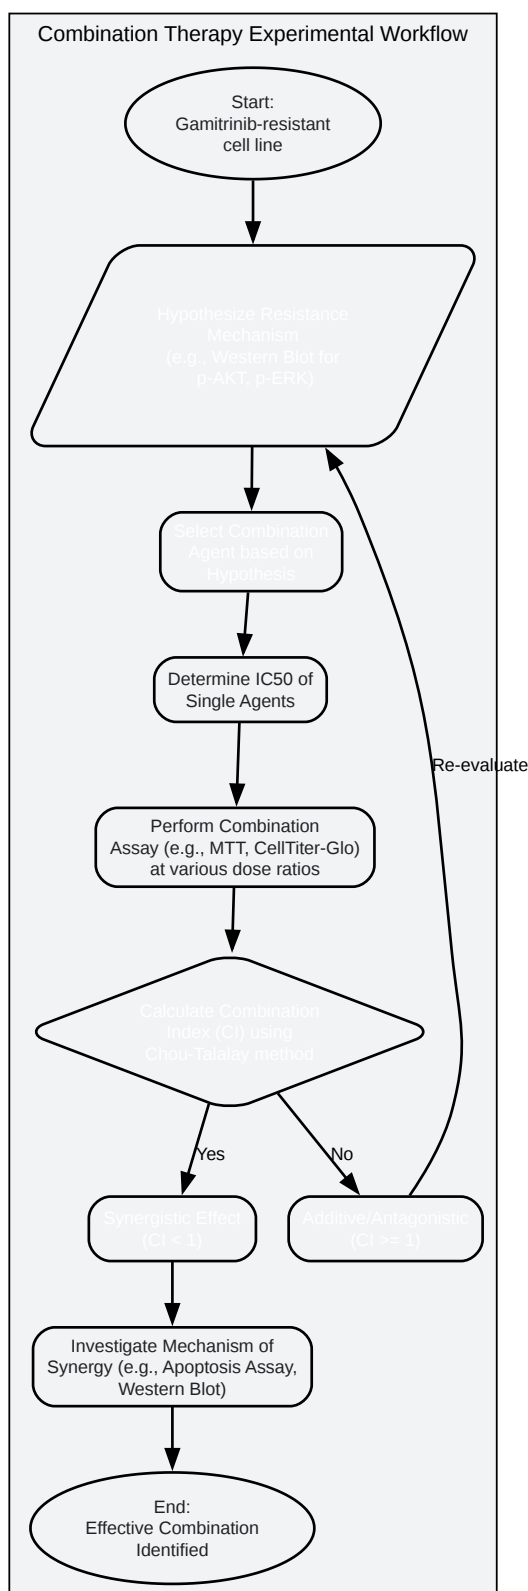 Combination Therapy Experimental Workflow
Start:
Gamitrinib-resistant
cell line
Hypothesize Resistance
Mechanism
(e.g., Western Blot for
p-AKT, p-ERK)
Select Combination
Agent based on
Hypothesis
Determine IC50 of
Single Agents
Re-evaluate
Perform Combination
Assay (e.g., MTT, CellTiter-Glo)
at various dose ratios
Calculate Combination
Index (CI) using
Chou-Talalay method
Yes
No
Synergistic Effect
(CI < 1)
Additive/Antagonistic
(CI >= 1)
Investigate Mechanism of
Synergy (e.g., Apoptosis Assay,
Western Blot)
End:
Effective Combination
Identified